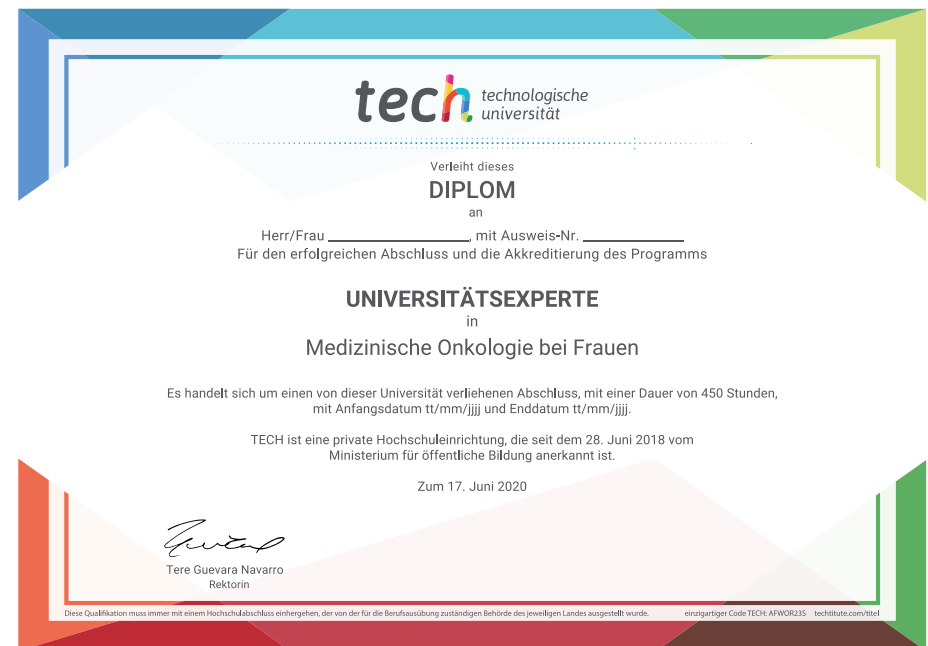 tech technologische
universität
Verleiht dieses
DIPLOM
an
Herr/Frau ____________, mit Ausweis-Nr. ____________
Für den erfolgreichen Abschluss und die Akkreditierung des Programms
UNIVERSITÄTSEXPERTE
in
Medizinische Onkologie bei Frauen
Es handelt sich um einen von dieser Universität verliehenen Abschluss, mit einer Dauer von 450 Stunden,
mit Anfangsdatum tt/mm/jjjj und Enddatum tt/mm/jjjj.
TECH ist eine private Hochschuleinrichtung, die seit dem 28. Juni 2018 vom
Ministerium für öffentliche Bildung anerkannt ist.
Zum 17. Juni 2020
Tere Guevara Navarro
Rektorin
Diese Qualifikation muss immer mit einem Hochschulabschluss einhergehen, der von der für die Berufsausübung zuständigen Behörde des jeweiligen Landes ausgestellt wurde. einzigartiger Code TECH: AFWOR23S techtitute.com/titel